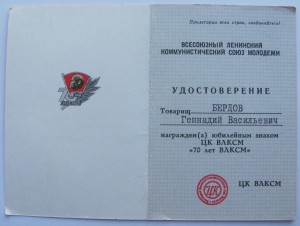 Пролетарии всех стран, соединяйтесь!
ВСЕСОЮЗНЫЙ ЛЕНИНСКИЙ
КОММУНИСТИЧЕСКИЙ СОЮЗ МОЛОДЕЖИ
УДОСТОВЕРЕНИЕ
Товарищ БЕРДОВ
Геннадий Васильевич
награжден(а) юбилейным знаком
ЦК ВЛКСМ
«70 лет ВЛКСМ»
ЦК
ЦК ВЛКСМ